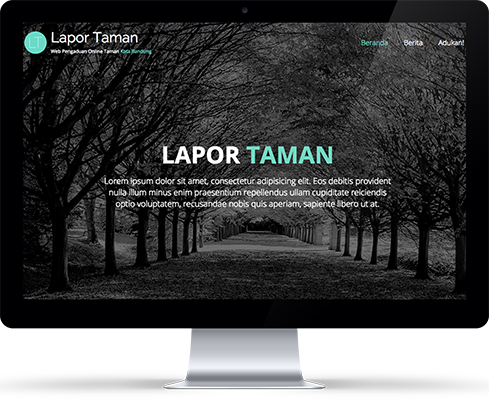 LT
Lapor Taman
Web Pengaduan Online Taman Kota Bandung
Beranda Berita Adukan!
LAPOR TAMAN
Lorem ipsum dolor sit amet, consectetur adipisicing elit. Eos debitis provident
nulla illum minus enim praesentium repellendus ullam cupiditate reiciendis
optio voluptatem, recusandae nobis quis aperiam, sapiente libero ut at.